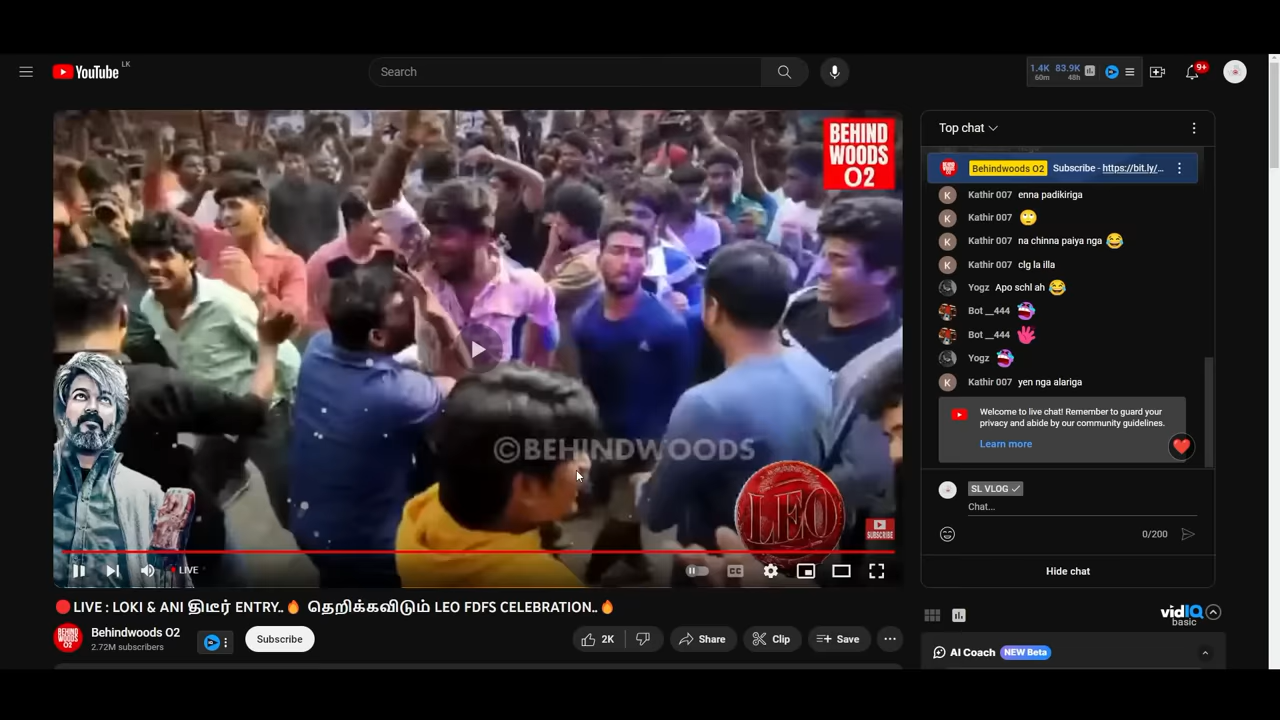 YouTube LK
Search
1.4K 60m 83.9K 48h
9+
BEHIND
WOODS
O2
©BEHINDWOODS
LEO
SUBSCRIBE
LIVE
CC
🔴LIVE : LOKI & ANI திடீர் ENTRY..🔥 தெறிக்கவிடும் LEO FDFS CELEBRATION..🔥
Behindwoods O2
2.72M subscribers
Subscribe
2K
Share
Clip
Save
Top chat
Behindwoods O2 Subscribe - https://bit.ly/...
Kathir 007 enna padikiriga
Kathir 007 🙄
Kathir 007 na chinna paiya nga 😂
Kathir 007 clg la illa
Yogz Apo schl ah 😂
Bot __444
Bot __444
Yogz
Kathir 007 yen nga alariga
Welcome to live chat! Remember to guard your
privacy and abide by our community guidelines.
Learn more
SL VLOG ✓
Chat...
0/200
Hide chat
vidIQ
basic
AI Coach NEW Beta